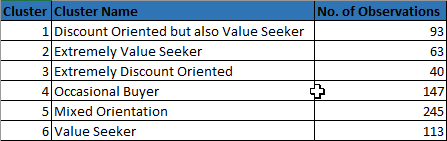 Cluster Cluster Name No. of Observations
1 Discount Oriented but also Value Seeker 93
2 Extremely Value Seeker 63
3 Extremely Discount Oriented 40
4 Occasional Buyer 147
5 Mixed Orientation 245
6 Value Seeker 113